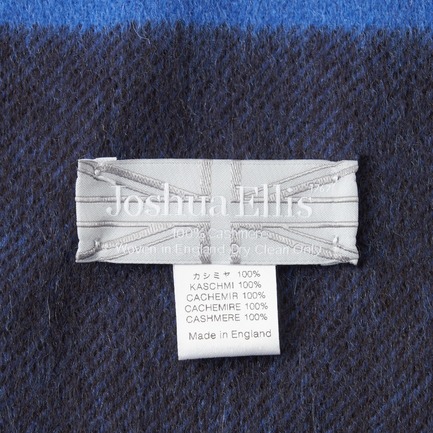 Joshua Ellis
100% Cashmere
Woven in England Dry Clean Only
カシミヤ 100%
KASCHMI 100%
CACHEMIR 100%
CACHEMIRE 100%
CASHMERE 100%
Made in England